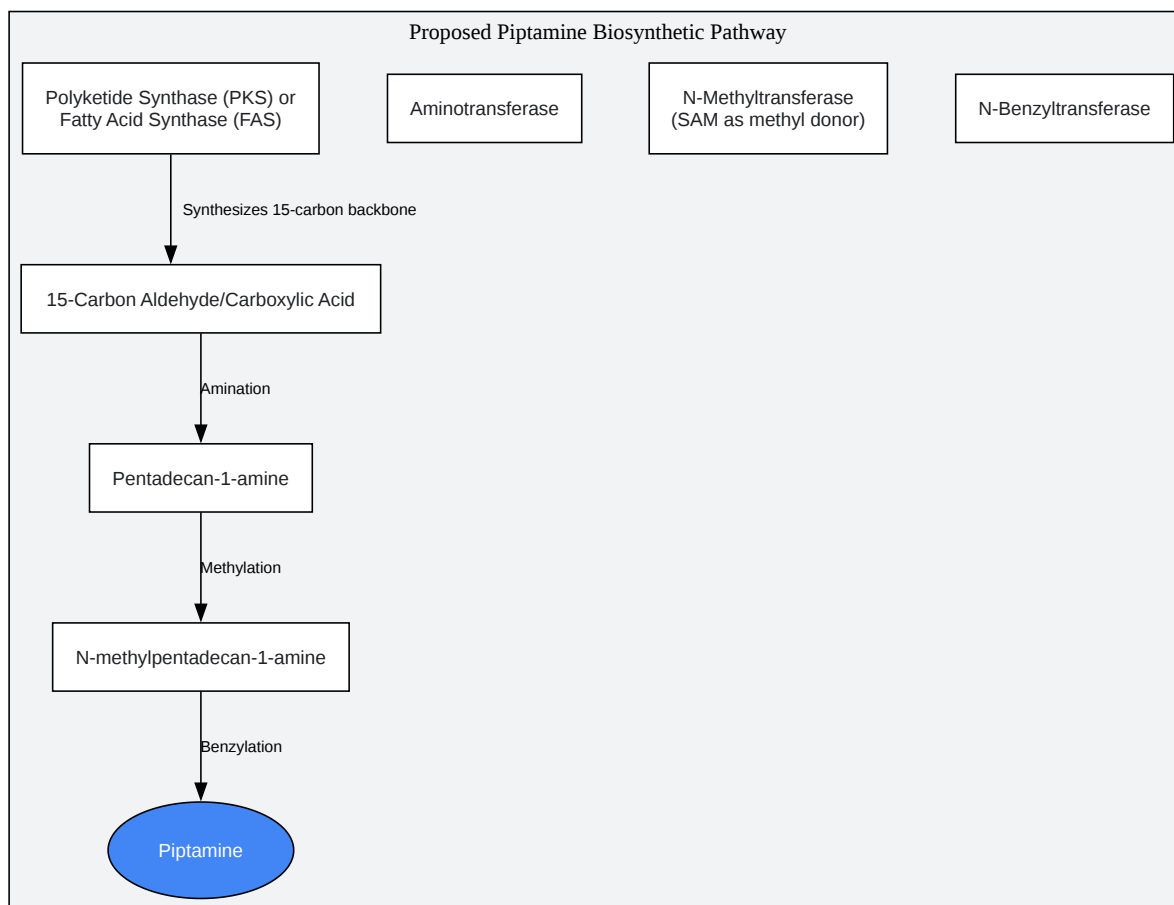 Proposed Piptamine Biosynthetic Pathway
Polyketide Synthase (PKS) or
Fatty Acid Synthase (FAS)
Aminotransferase
N-Methyltransferase
(SAM as methyl donor)
N-Benzyltransferase
Synthesizes 15-carbon backbone
15-Carbon Aldehyde/Carboxylic Acid
Amination
Pentadecan-1-amine
Methylation
N-methylpentadecan-1-amine
Benzylation
Piptamine